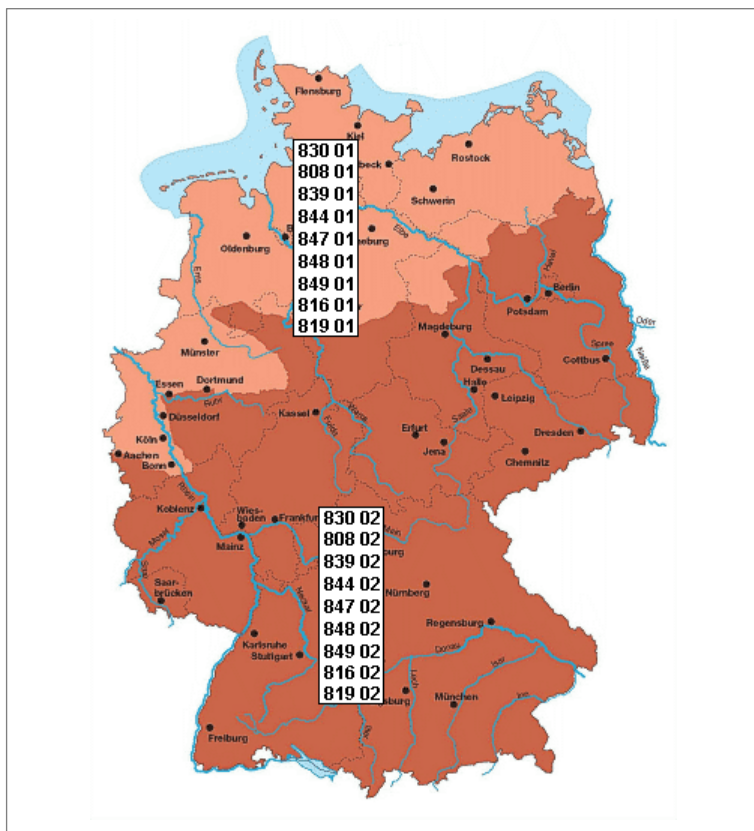 Flensburg
Kiel
830 01
808 01
839 01
844 01
847 01
848 01
849 01
816 01
819 01
Rostock
Schwerin
Oldenburg
Elbe
Ems
Havel
Berlin
Potsdam
Oder
Neiße
Spree
Cottbus
Magdeburg
Münster
Dessau
Essen
Dortmund
Ruhr
Halle
Leipzig
Düsseldorf
Kassel
Werra
Fulda
Saale
Erfurt
Jena
Dresden
Chemnitz
Köln
Aachen
Bonn
Rhein
Koblenz
Wies-
baden
Mosel
Mainz
Main
830 02
808 02
839 02
844 02
847 02
848 02
849 02
816 02
819 02
Saar
Saar-
brücken
Neckar
Nürnberg
Regensburg
Karlsruhe
Stuttgart
Donau
Isar
Lech
München
Inn
Iller
Freiburg